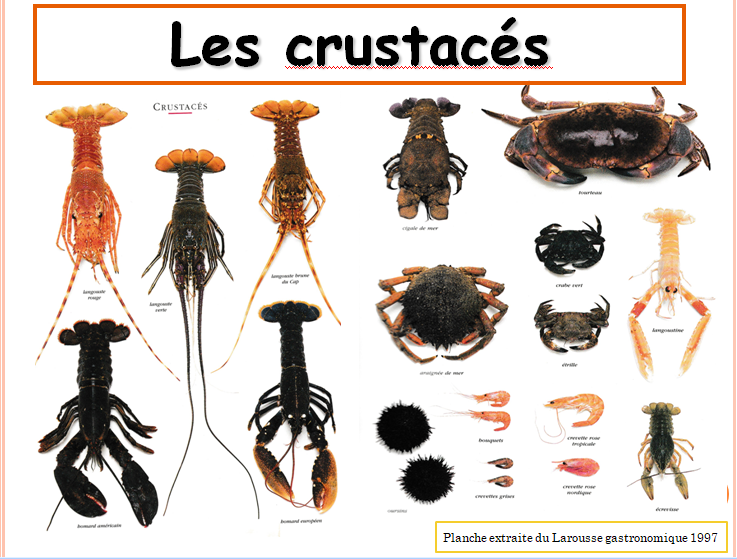 Les crustacés
CRUSTACÉS
cigale de mer
tourteau
langouste
rouge
langouste
verte
langouste brune
du Cap
crabe vert
langoustine
araignée de mer
étrille
bouquets
crevette rose
tropicale
crevettes grises
crevette rose
nordique
écrevisse
homard américain
homard européen
Planche extraite du Larousse gastronomique 1997